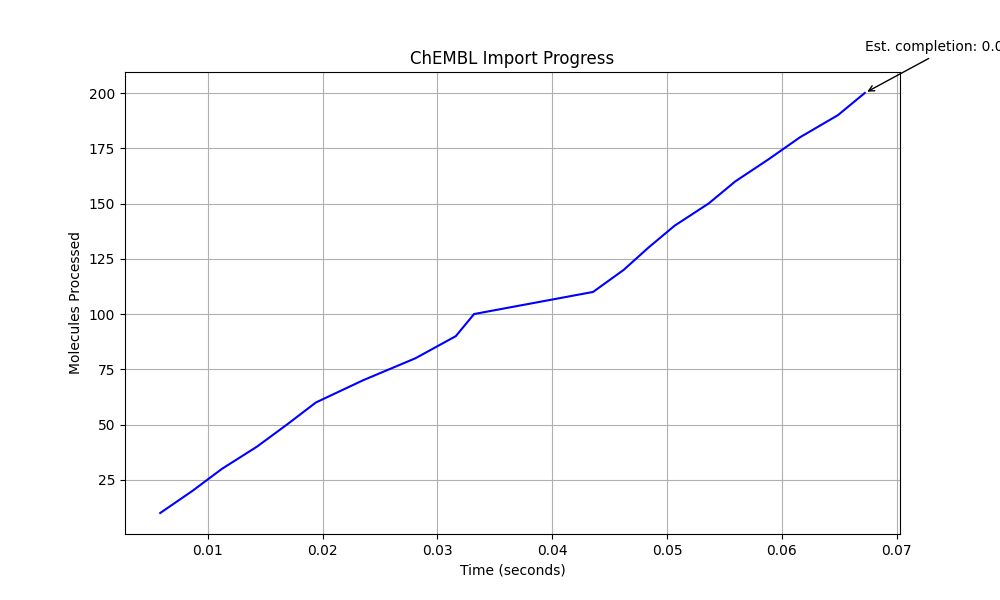 Est. completion: 0.0
ChEMBL Import Progress
Molecules Processed
200
175
150
125
100
75
50
25
0.01 0.02 0.03 0.04 0.05 0.06 0.07
Time (seconds)